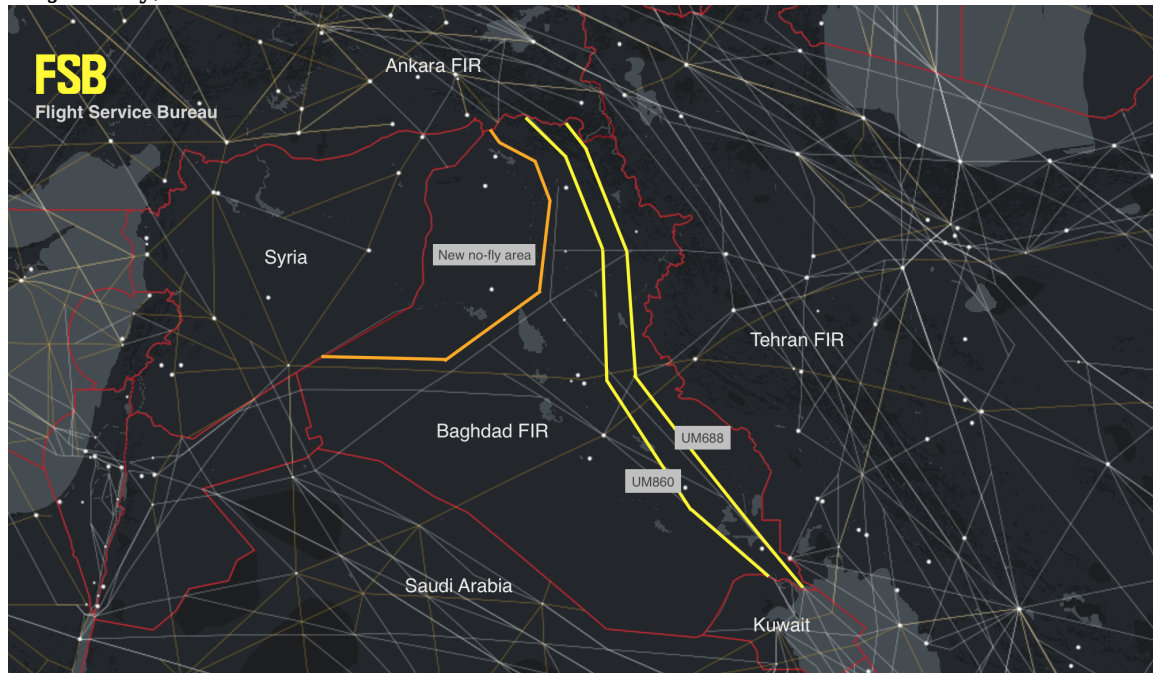 FSB
Flight Service Bureau
Ankara FIR
Syria
New no-fly area
Tehran FIR
Baghdad FIR
UM688
UM860
Saudi Arabia
Kuwait